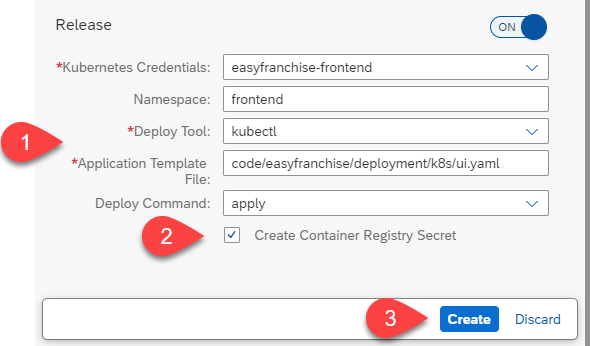 Release
ON
*Kubernetes Credentials: easyfranchise-frontend
Namespace: frontend
1
*Deploy Tool: kubectl
*Application Template
File:
code/easyfranchise/deployment/k8s/ui.yaml
Deploy Command: apply
2
Create Container Registry Secret
3
Create
Discard